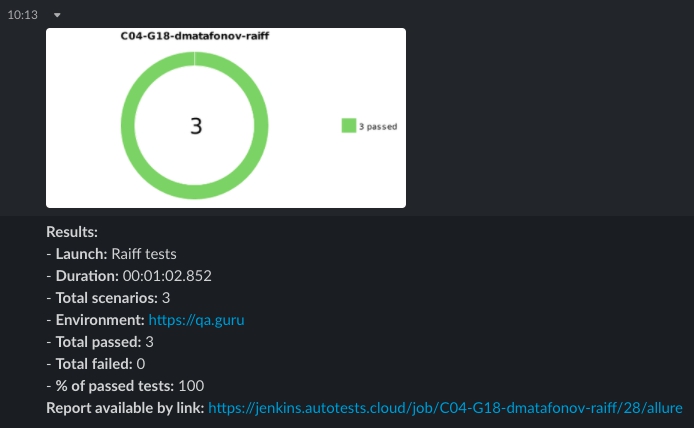 10:13
C04-G18-dmatafonov-raiff
3
3 passed
Results:
- Launch: Raiff tests
- Duration: 00:01:02.852
- Total scenarios: 3
- Environment: https://qa.guru
- Total passed: 3
- Total failed: 0
- % of passed tests: 100
Report available by link: https://jenkins.autotests.cloud/job/C04-G18-dmatafonov-raiff/28/allure